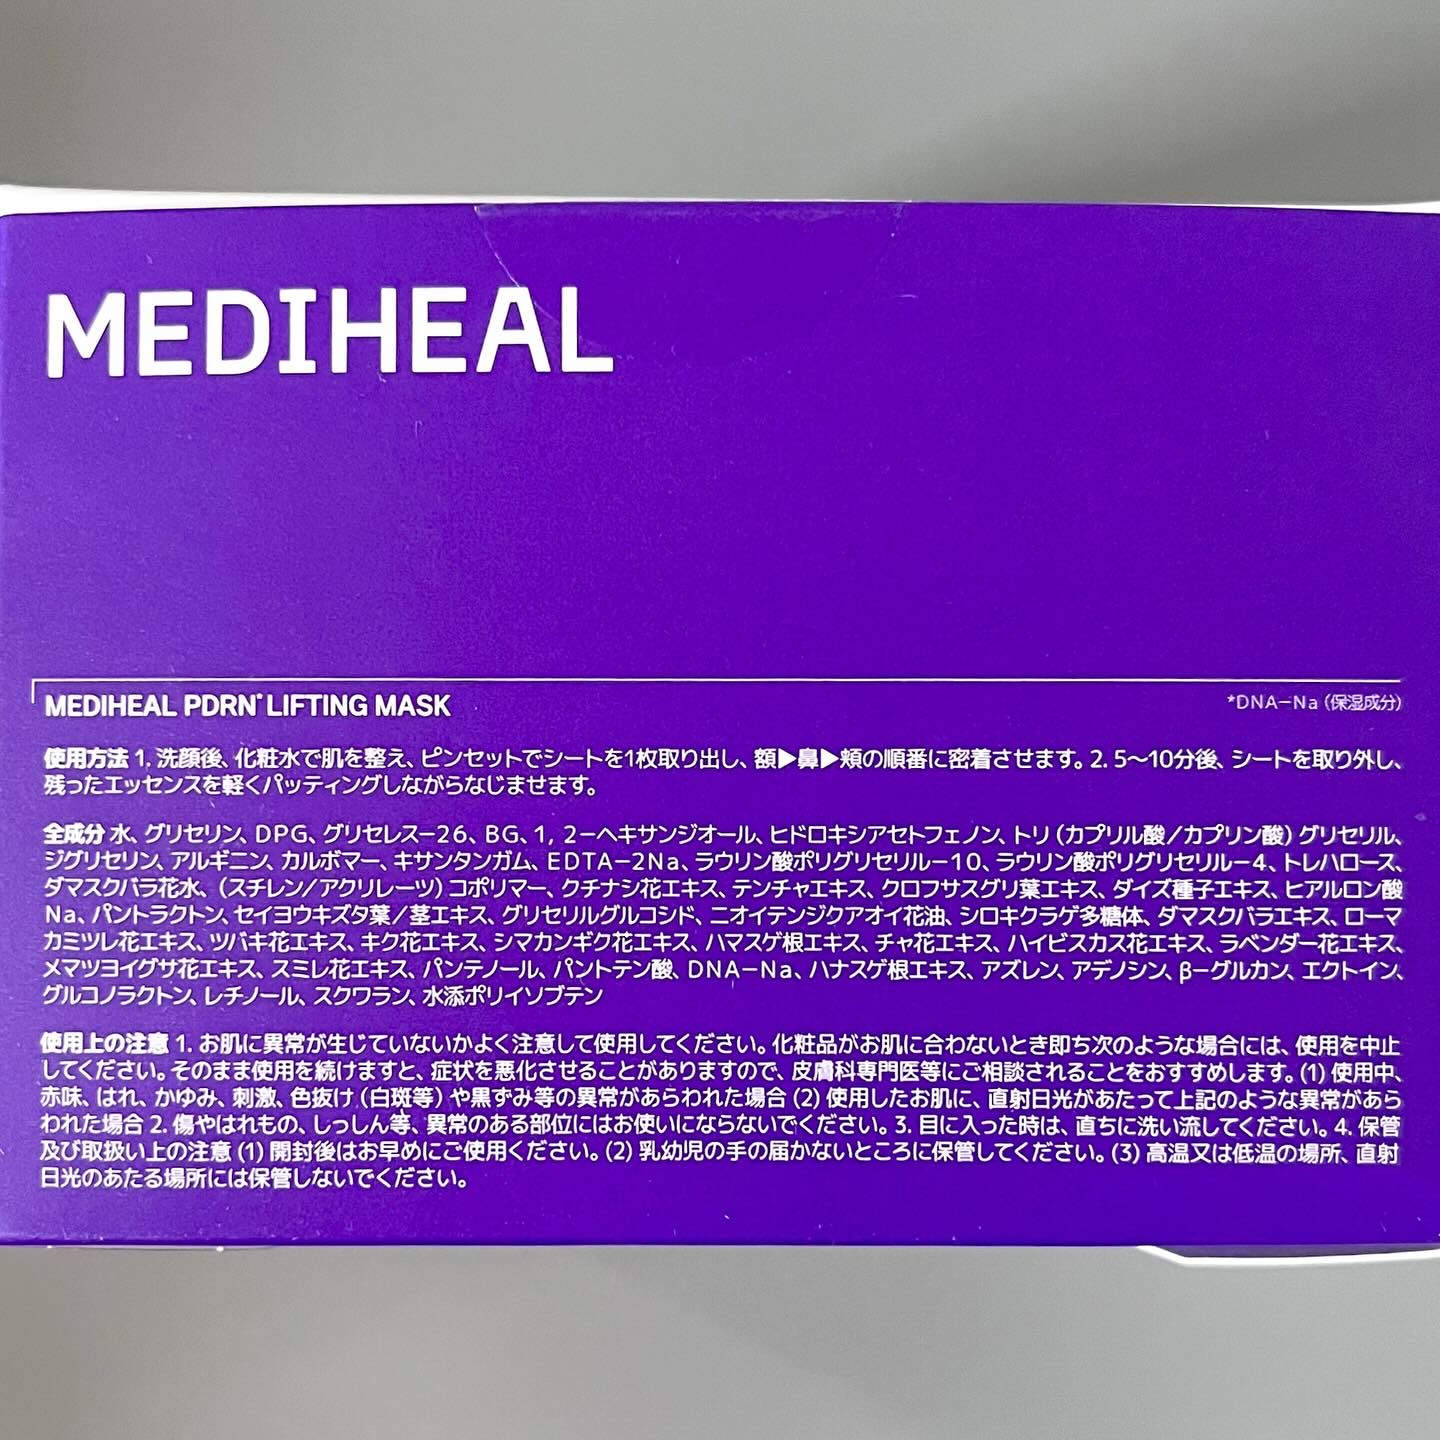 MEDIHEAL
MEDIHEAL PDRN* LIFTING MASK
*DNA-Na（保湿成分）
使用方法 1. 洗顔後、化粧水で肌を整え、ピンセットでシートを1枚取り出し、額▶鼻▶頬の順番に密着させます。2. 5〜10分後、シートを取り外し、
残ったエッセンスを軽くパッティングしながらなじませます。
全成分 水、グリセリン、DPG、グリセレス-26、BG、1, 2-ヘキサンジオール、ヒドロキシアセトフェノン、トリ（カプリル酸／カプリン酸）グリセリル、
ジグリセリン、アルギニン、カルボマー、キサンタンガム、EDTA-2Na、ラウリン酸ポリグリセリル-10、ラウリン酸ポリグリセリル-4、トレハロース、
ダマスクバラ花水、（スチレン／アクリレーツ）コポリマー、クチナシ花エキス、テンチャエキス、クロフサスグリ葉エキス、ダイズ種子エキス、ヒアルロン酸
Na、パントラクトン、セイヨウキズタ葉／茎エキス、グリセリルグルコシド、ニオイテンジクアオイ花油、シロキクラゲ多糖体、ダマスクバラエキス、ローマ
カミツレ花エキス、ツバキ花エキス、キク花エキス、シマカンギク花エキス、ハマスゲ根エキス、チャ花エキス、ハイビスカス花エキス、ラベンダー花エキス、
メマツヨイグサ花エキス、スミレ花エキス、パンテノール、パントテン酸、DNA-Na、ハナスゲ根エキス、アズレン、アデノシン、β-グルカン、エクトイン、
グルコノラクトン、レチノール、スクワラン、水添ポリイソブテン
使用上の注意 1. お肌に異常が生じていないかよく注意して使用してください。化粧品がお肌に合わないとき即ち次のような場合には、使用を中止
してください。そのまま使用を続けますと、症状を悪化させることがありますので、皮膚科専門医等にご相談されることをおすすめします。(1) 使用中、
赤味、はれ、かゆみ、刺激、色抜け（白斑等）や黒ずみ等の異常があらわれた場合 (2) 使用したお肌に、直射日光があたって上記のような異常があら
われた場合 2. 傷やはれもの、しっしん等、異常のある部位にはお使いにならないでください。3. 目に入った時は、直ちに洗い流してください。4. 保管
及び取扱い上の注意 (1) 開封後はお早めにご使用ください。(2) 乳幼児の手の届かないところに保管してください。(3) 高温又は低温の場所、直射
日光のあたる場所には保管しないでください。